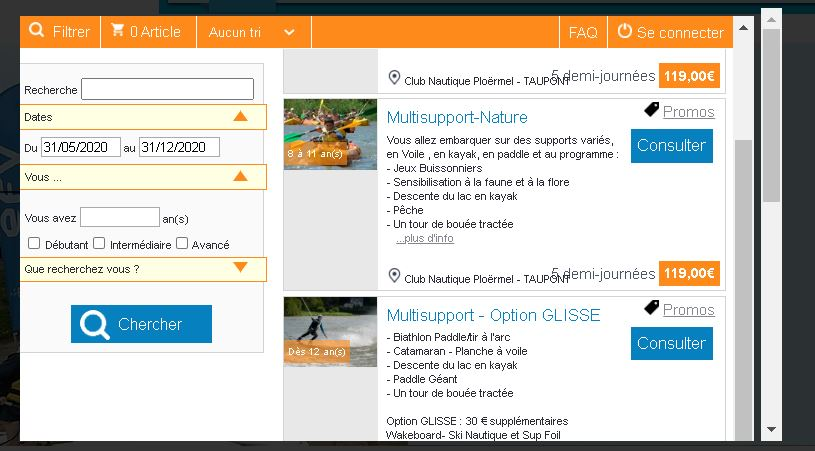 Filtrer
0 Article
Aucun tri
FAQ
Se connecter
Recherche
Dates
Du 31/05/2020 au 31/12/2020
Vous ...
Vous avez an(s)
Débutant Intermédiaire Avancé
Que recherchez vous ?
Chercher
Club Nautique Ploërmel - TAUPONT
5 demi-journées 119,00€
Multisupport-Nature
Promos
Consulter
8 à 11 an(s)
Vous allez embarquer sur des supports variés,
en Voile , en kayak, en paddle et au programme :
- Jeux Buissonniers
- Sensibilisation à la faune et à la flore
- Descente du lac en kayak
- Pêche
- Un tour de bouée tractée
...plus d'info
Club Nautique Ploërmel - TAUPONT
5 demi-journées 119,00€
Multisupport - Option GLISSE
Promos
Consulter
Dès 12 an(s)
- Biathlon Paddle/tir à l'arc
- Catamaran - Planche à voile
- Descente du lac en kayak
- Paddle Géant
- Un tour de bouée tractée
Option GLISSE : 30 € supplémentaires
Wakeboard- Ski Nautique et Sup Foil